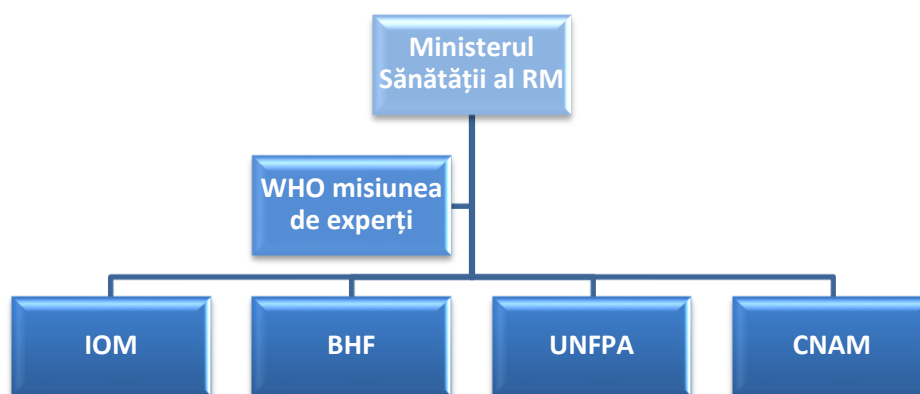 Ministerul
Sănătății al RM
WHO misiunea
de experți
IOM
BHF
UNFPA
CNAM